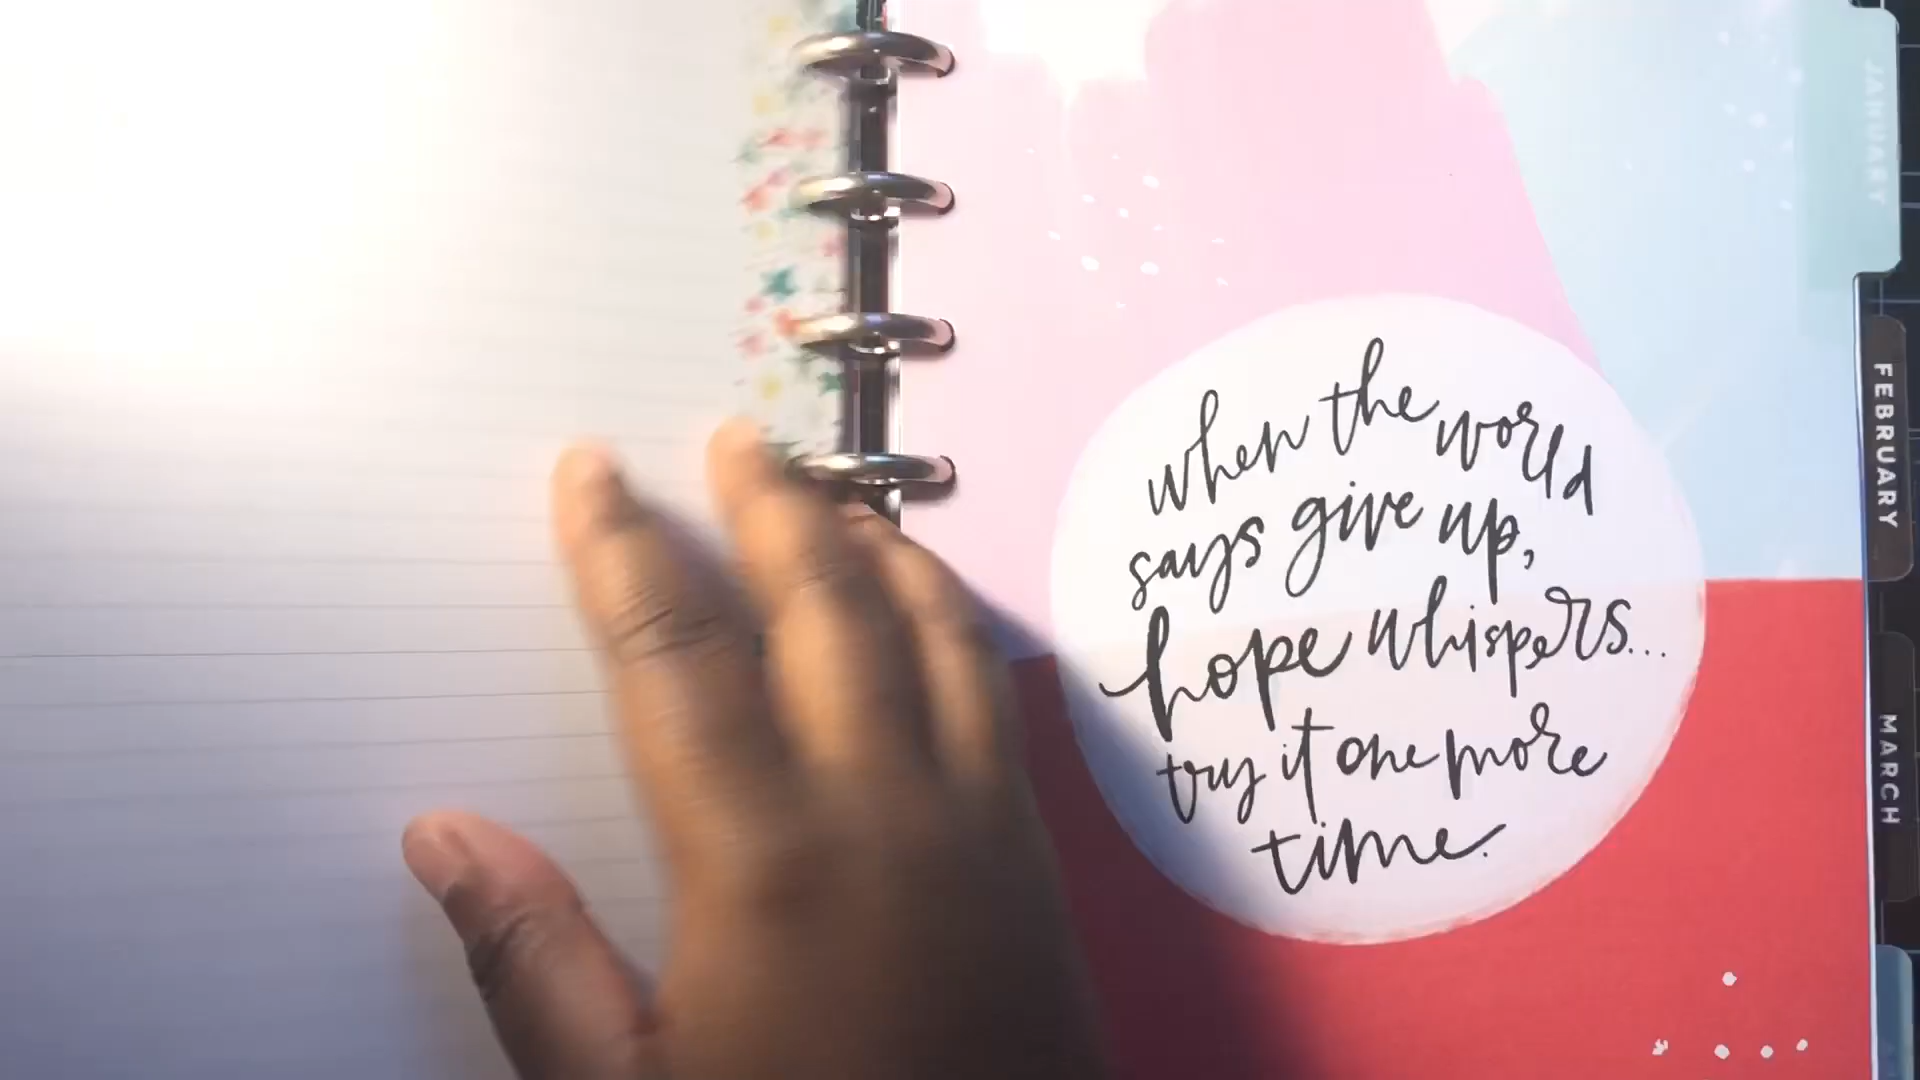 when the world
says give up,
hope whispers...
try it one more
time.
JANUARY
FEBRUARY
MARCH